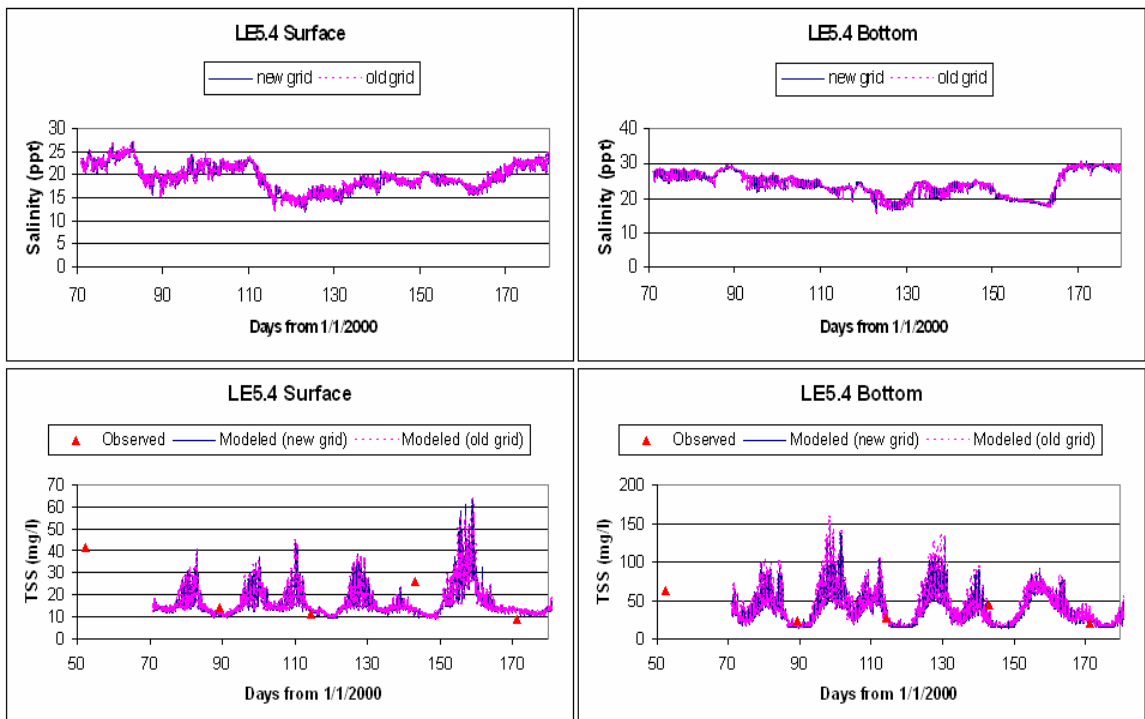 LE5.4 Surface
new grid old grid
Salinity (ppt)
30
25
20
15
10
5
0
70 90 110 130 150 170
Days from 1/1/2000
LE5.4 Bottom
new grid old grid
Salinity (ppt)
40
30
20
10
0
70 90 110 130 150 170
Days from 1/1/2000
LE5.4 Surface
Observed Modeled (new grid) Modeled (old grid)
TSS (mg/l)
70
60
50
40
30
20
10
0
50 70 90 110 130 150 170
Days from 1/1/2000
LE5.4 Bottom
Observed Modeled (new grid) Modeled (old grid)
TSS (mg/l)
200
150
100
50
0
50 70 90 110 130 150 170
Days from 1/1/2000